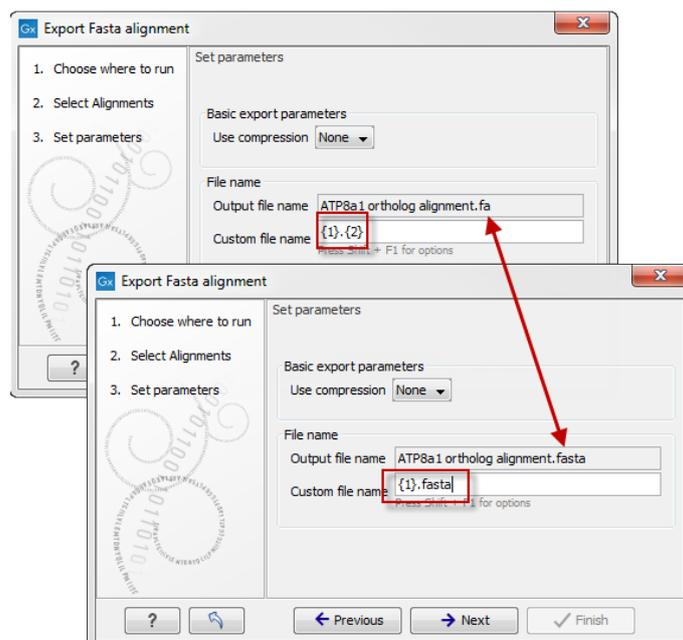 Gx Export Fasta alignment
X
1. Choose where to run
2. Select Alignments
3. Set parameters
Set parameters
Basic export parameters
Use compression None
File name
Output file name ATP8a1 ortholog alignment.fa
Custom file name {1}.{2}
Press Shift + F1 for options
?
Gx Export Fasta alignment
X
1. Choose where to run
2. Select Alignments
3. Set parameters
Set parameters
Basic export parameters
Use compression None
File name
Output file name ATP8a1 ortholog alignment.fasta
Custom file name {1}.fasta
Press Shift + F1 for options
? Previous Next Finish